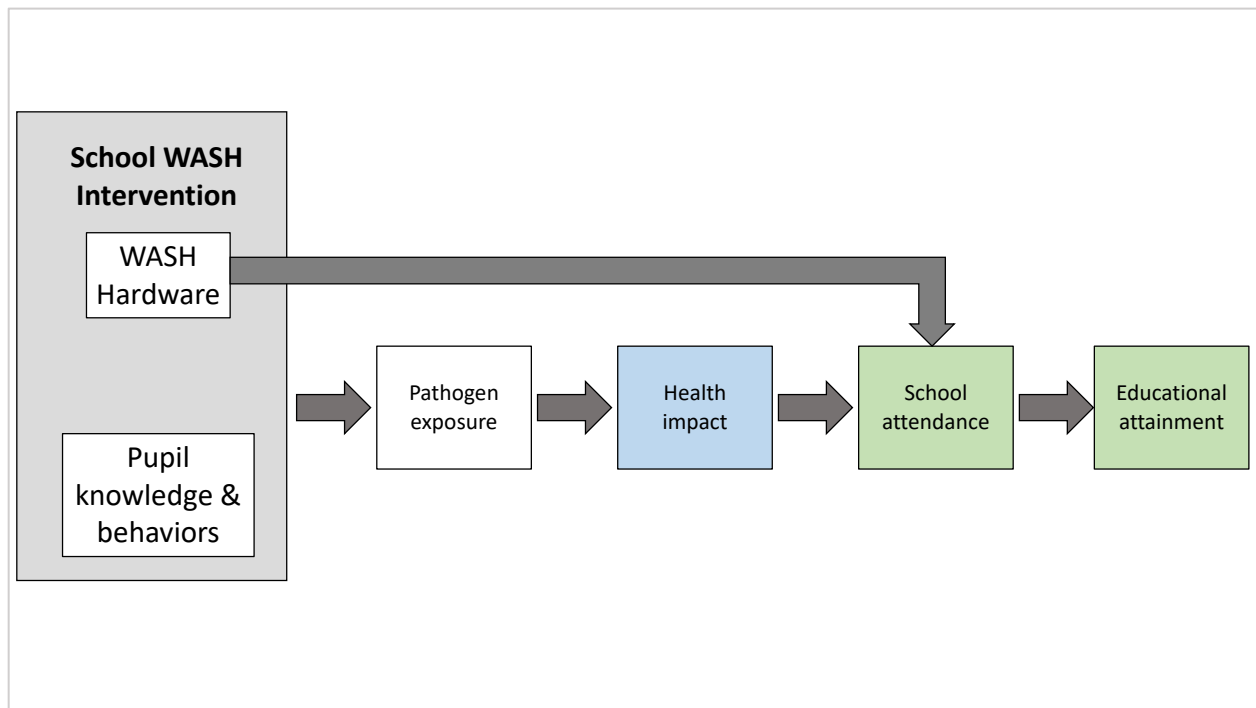 School WASH
Intervention
WASH
Hardware
Pupil
knowledge &
behaviors
Pathogen
exposure
Health
impact
School
attendance
Educational
attainment